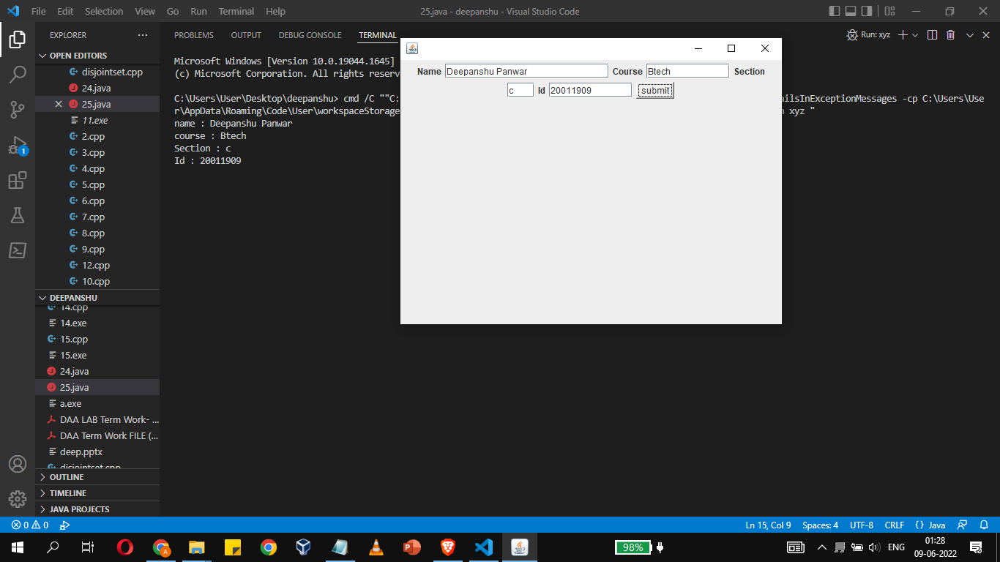 File Edit Selection View Go Run Terminal Help 25.java - deepanshu - Visual Studio Code
EXPLORER
OPEN EDITORS
disjointset.cpp
24.java
25.java
11.exe
2.cpp
3.cpp
4.cpp
5.cpp
6.cpp
7.cpp
8.cpp
9.cpp
12.cpp
10.cpp
DEEPANSHU
14.cpp
14.exe
15.cpp
15.exe
24.java
25.java
a.exe
DAA LAB Term Work- ...
DAA Term Work FILE (...
deep.pptx
disjointset.cpp
OUTLINE
TIMELINE
JAVA PROJECTS
1
PROBLEMS OUTPUT DEBUG CONSOLE TERMINAL Run: xyz
Microsoft Windows [Version 10.0.19044.1645]
(c) Microsoft Corporation. All rights reserv
C:\Users\User\Desktop\deepanshu> cmd /C ""C: ailsInExceptionMessages -cp C:\Users\Use
r\AppData\Roaming\Code\User\workspaceStorage n xyz "
name : Deepanshu Panwar
course : Btech
Section : c
Id : 20011909
Name Deepanshu Panwar Course Btech Section
c Id 20011909 submit
0 0 Ln 15, Col 9 Spaces: 4 UTF-8 CRLF {} Java
A
98% ENG 01:28
09-06-2022